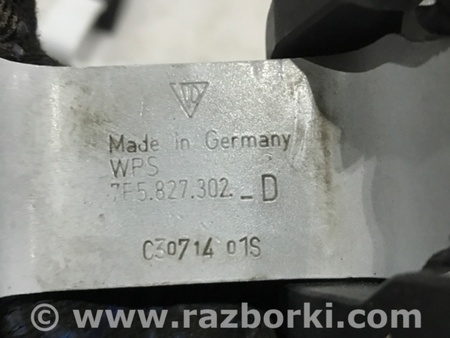 Made in Germany
WPS
7P5.827.302._D
C30714 01S
© www.razborki.com